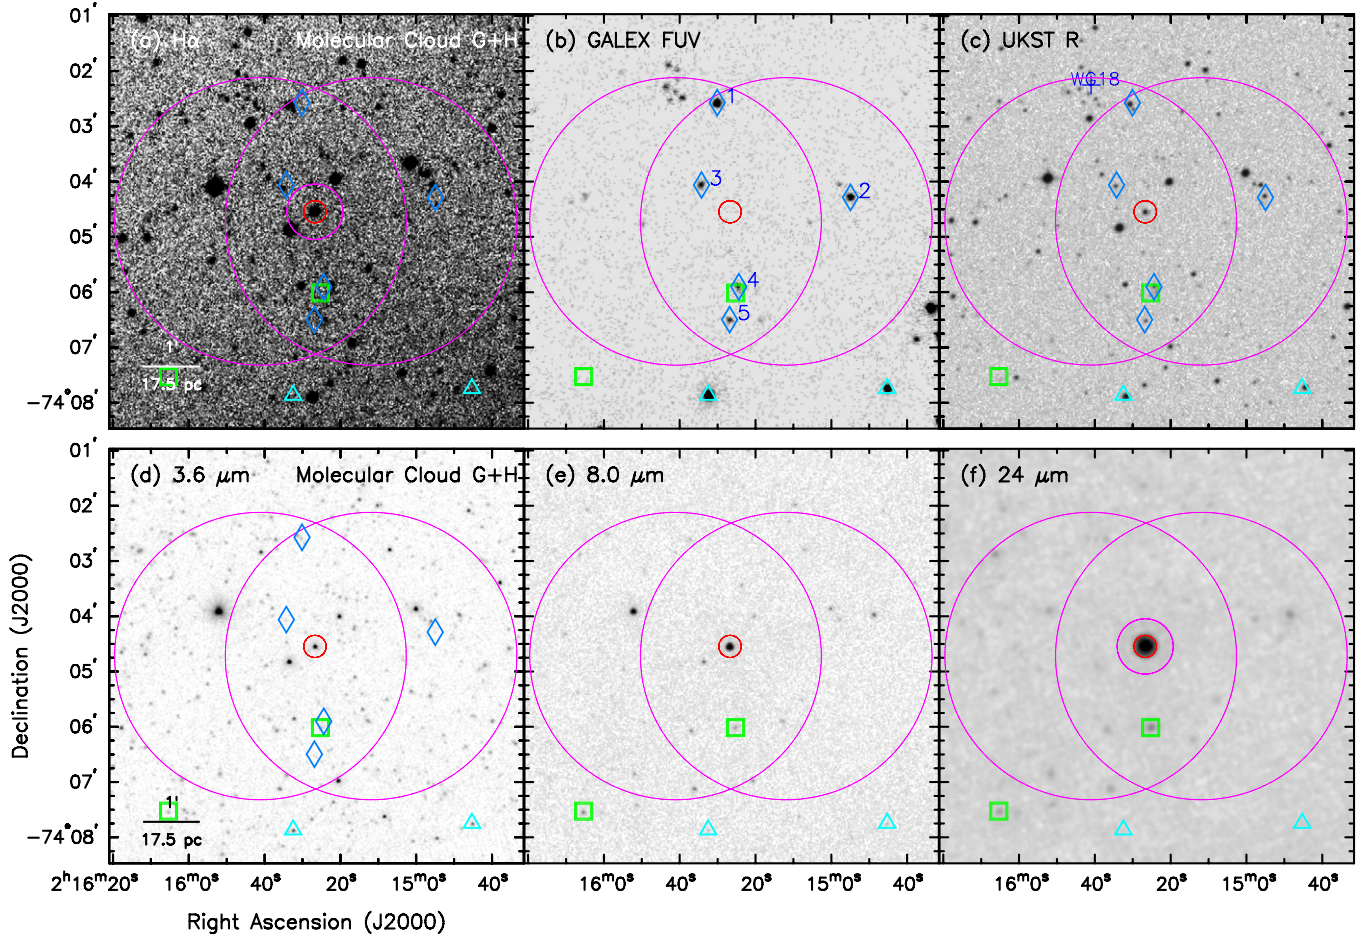 01′
(a) Hα Molecular Cloud G+H
(b) GALEX FUV
(c) UKST R
02′
03′
04′
05′
06′
07′
−74°08′
1′
17.5 pc
1
3
2
4
5
WG18
01′
(d) 3.6 μm Molecular Cloud G+H
(e) 8.0 μm
(f) 24 μm
02′
03′
04′
05′
06′
07′
−74°08′
1′
17.5 pc
Declination (J2000)
2ʰ16ᵐ20ˢ 16ᵐ0ˢ 40ˢ 20ˢ 15ᵐ0ˢ 40ˢ
16ᵐ0ˢ 40ˢ 20ˢ 15ᵐ0ˢ 40ˢ
16ᵐ0ˢ 40ˢ 20ˢ 15ᵐ0ˢ 40ˢ
Right Ascension (J2000)